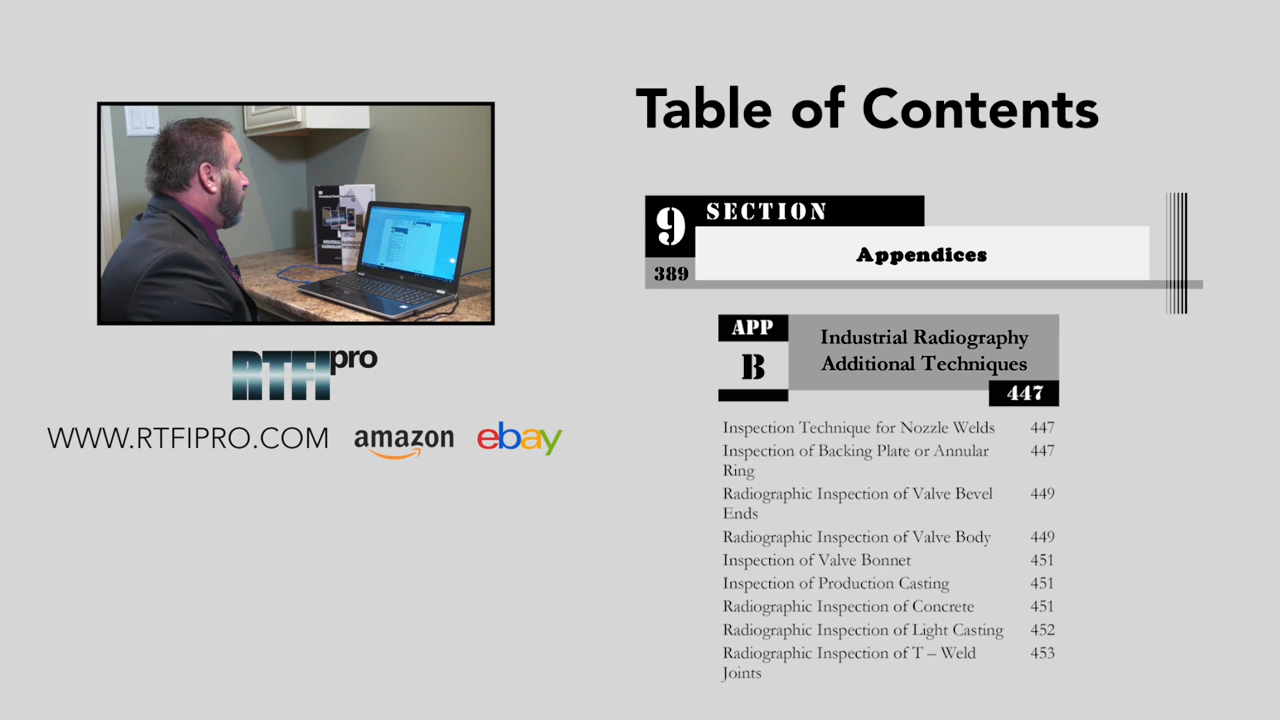 Table of Contents
9 SECTION
Appendices
389
APP
B
Industrial Radiography
Additional Techniques
447
Inspection Technique for Nozzle Welds 447
Inspection of Backing Plate or Annular 447
Ring
Radiographic Inspection of Valve Bevel 449
Ends
Radiographic Inspection of Valve Body 449
Inspection of Valve Bonnet 451
Inspection of Production Casting 451
Radiographic Inspection of Concrete 451
Radiographic Inspection of Light Casting 452
Radiographic Inspection of T – Weld 453
Joints
RTFI pro
WWW.RTFIPRO.COM amazon ebay